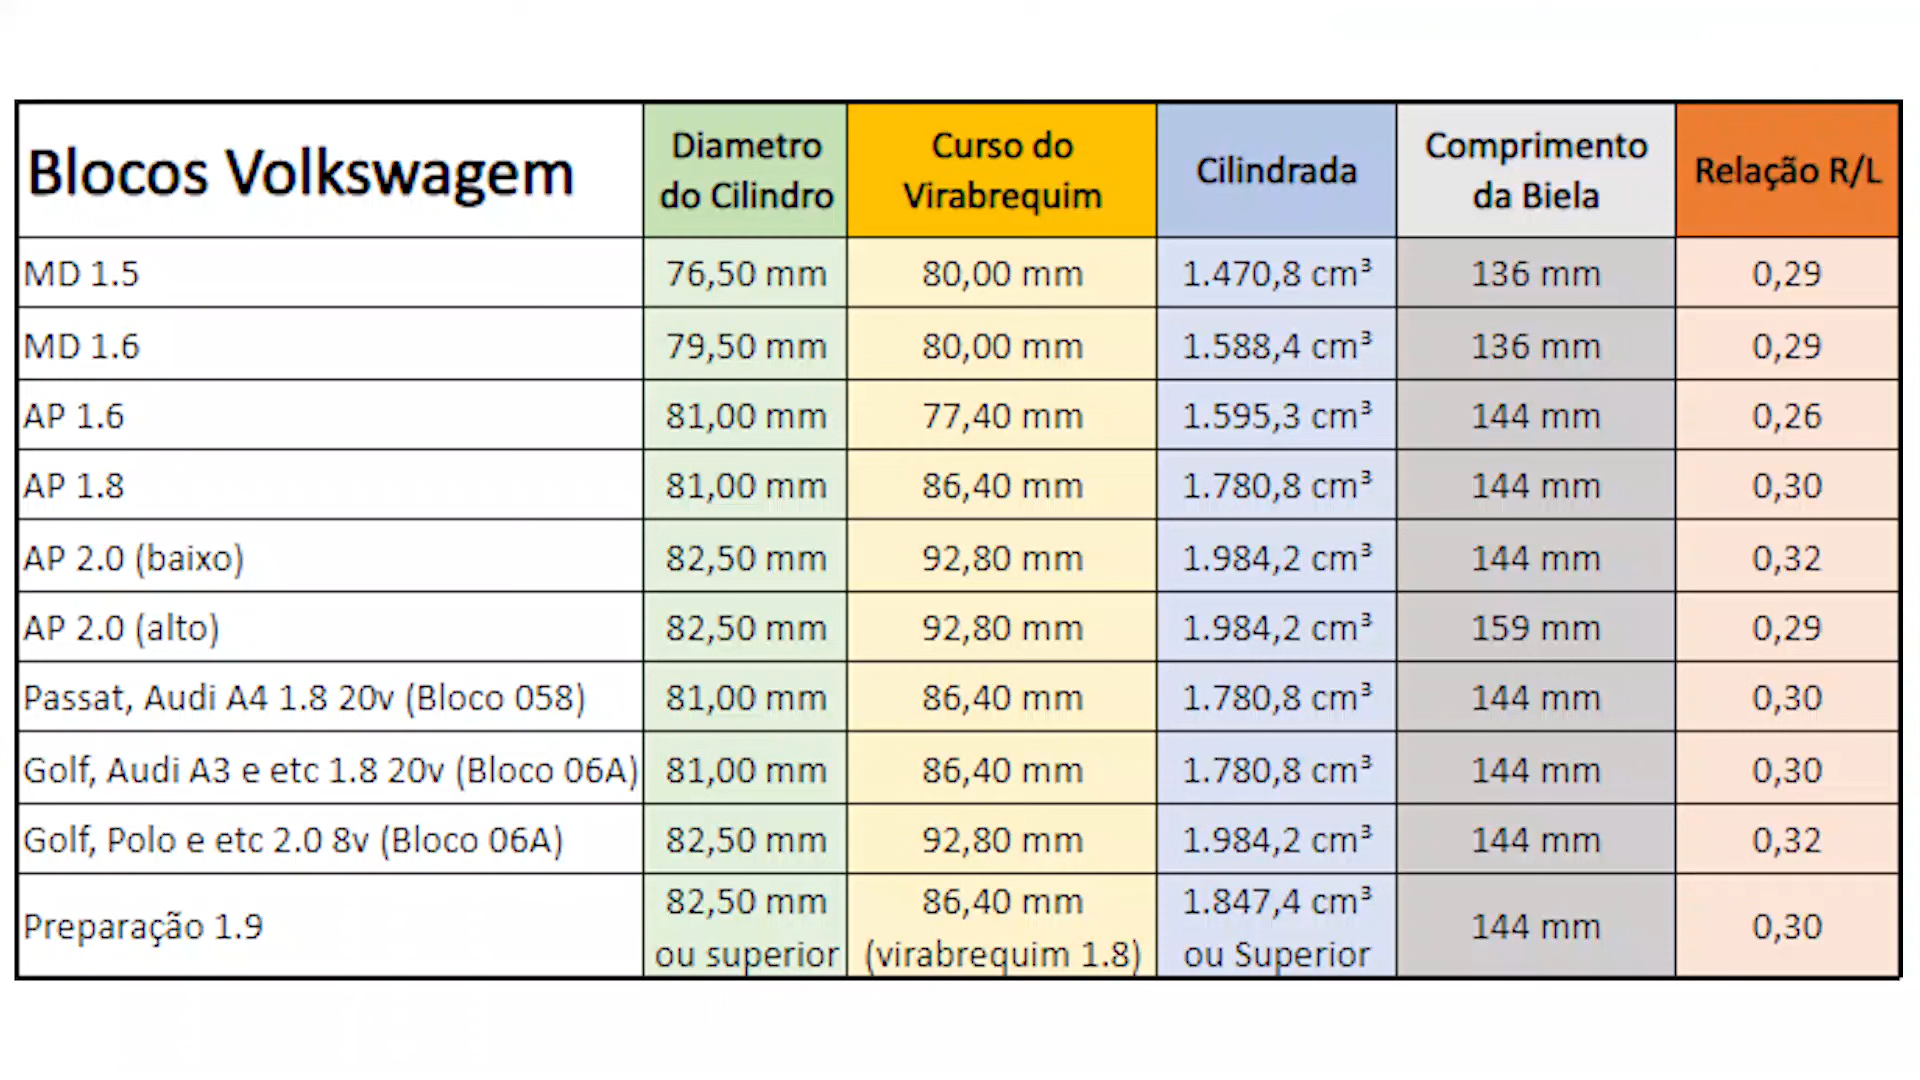 Blocos Volkswagem
Diametro
do Cilindro
Curso do
Virabrequim
Cilindrada
Comprimento
da Biela
Relação R/L
MD 1.5 76,50 mm 80,00 mm 1.470,8 cm³ 136 mm 0,29
MD 1.6 79,50 mm 80,00 mm 1.588,4 cm³ 136 mm 0,29
AP 1.6 81,00 mm 77,40 mm 1.595,3 cm³ 144 mm 0,26
AP 1.8 81,00 mm 86,40 mm 1.780,8 cm³ 144 mm 0,30
AP 2.0 (baixo) 82,50 mm 92,80 mm 1.984,2 cm³ 144 mm 0,32
AP 2.0 (alto) 82,50 mm 92,80 mm 1.984,2 cm³ 159 mm 0,29
Passat, Audi A4 1.8 20v (Bloco 058) 81,00 mm 86,40 mm 1.780,8 cm³ 144 mm 0,30
Golf, Audi A3 e etc 1.8 20v (Bloco 06A) 81,00 mm 86,40 mm 1.780,8 cm³ 144 mm 0,30
Golf, Polo e etc 2.0 8v (Bloco 06A) 82,50 mm 92,80 mm 1.984,2 cm³ 144 mm 0,32
Preparação 1.9
82,50 mm
ou superior
86,40 mm
(virabrequim 1.8)
1.847,4 cm³
ou Superior
144 mm
0,30